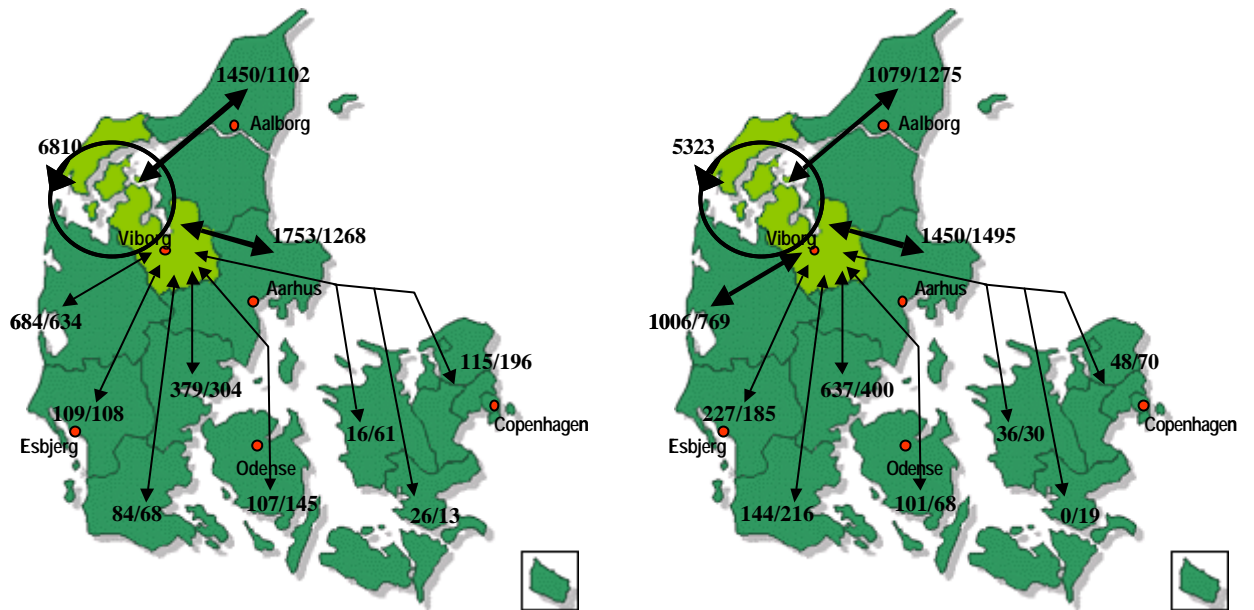 1450/1102
Aalborg
6810
Viborg
1753/1268
Aarhus
684/634
115/196
379/304
109/108
16/61
Copenhagen
Esbjerg
Odense
84/68
107/145
26/13
1079/1275
Aalborg
5323
Viborg
1450/1495
Aarhus
1006/769
48/70
637/400
227/185
36/30
Copenhagen
Esbjerg
Odense
144/216
101/68
0/19